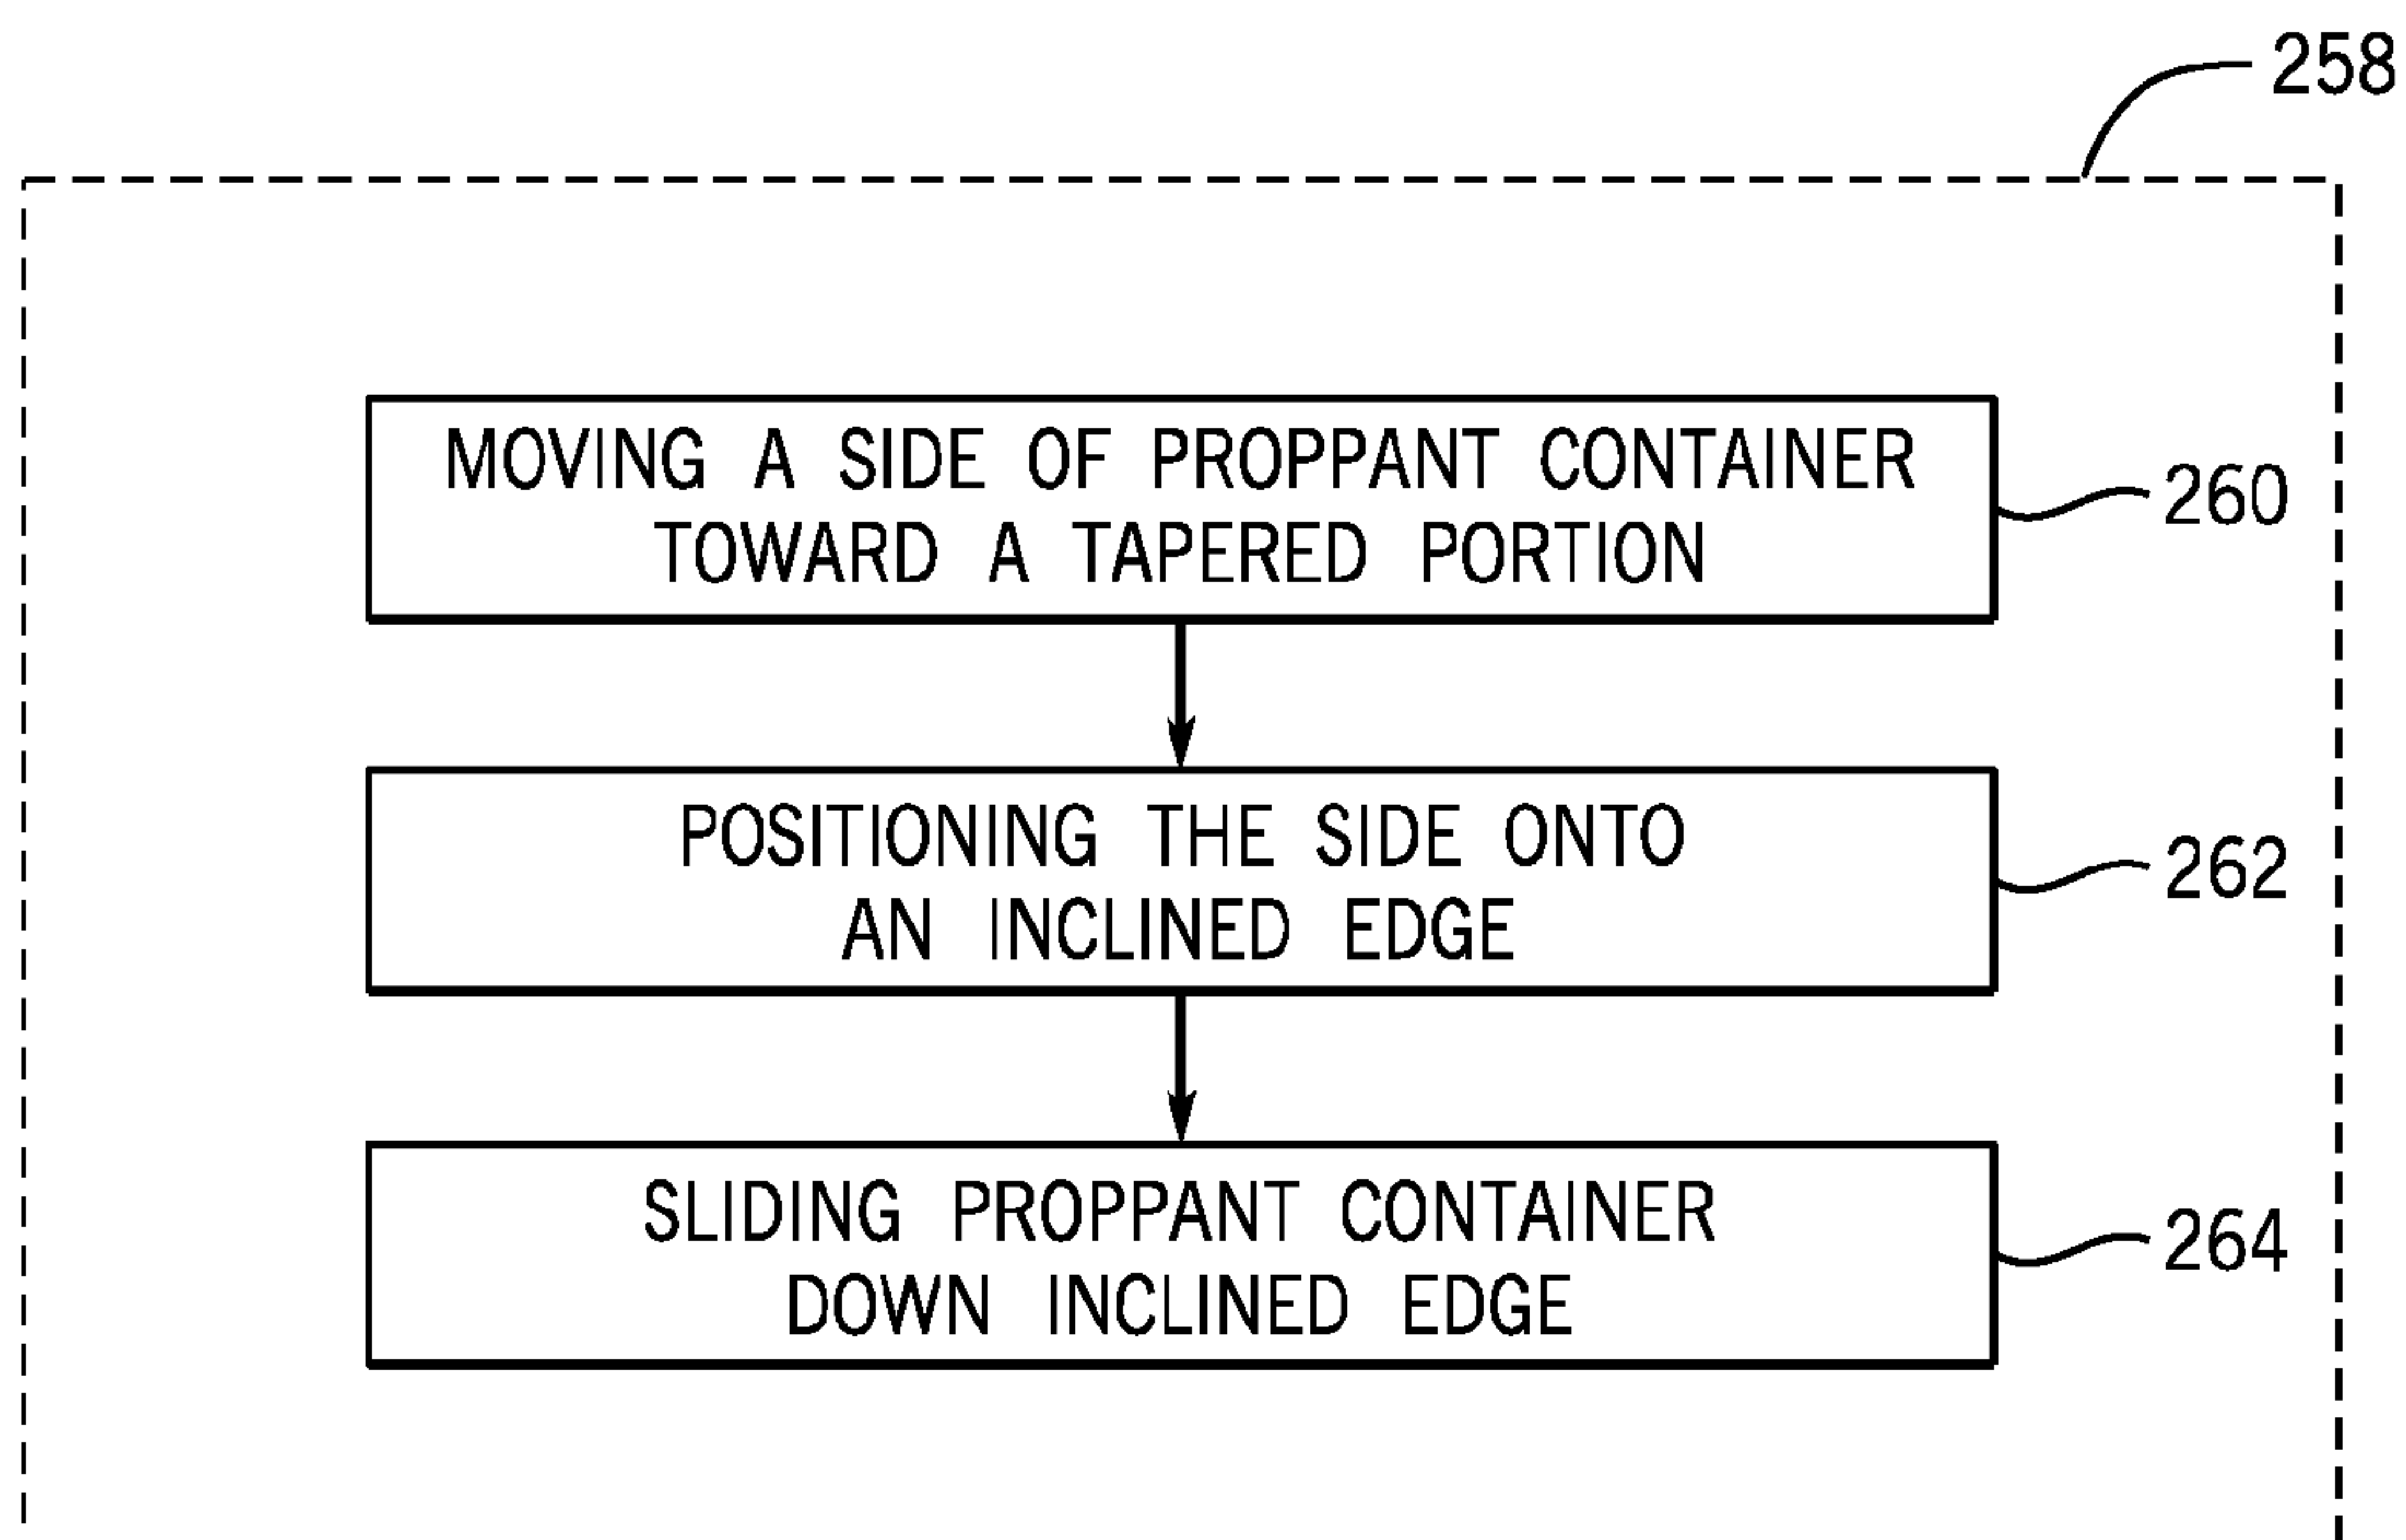 258
MOVING A SIDE OF PROPPANT CONTAINER
TOWARD A TAPERED PORTION
260
POSITIONING THE SIDE ONTO
AN INCLINED EDGE
262
SLIDING PROPPANT CONTAINER
DOWN INCLINED EDGE
264